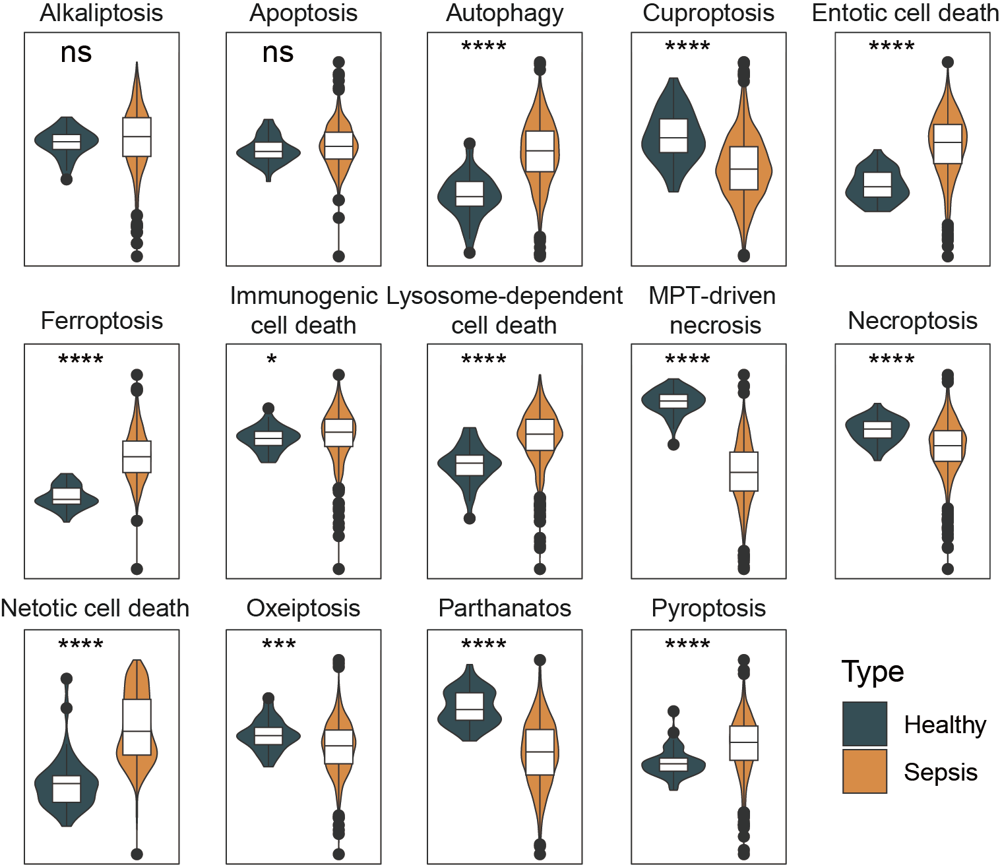 Alkaliptosis
Apoptosis
Autophagy
Cuproptosis
Entotic cell death
ns
ns
****
****
****
Ferroptosis
Immunogenic
cell death
Lysosome-dependent
cell death
MPT-driven
necrosis
Necroptosis
****
*
****
****
****
Netotic cell death
Oxeiptosis
Parthanatos
Pyroptosis
****
***
****
****
Type
Healthy
Sepsis